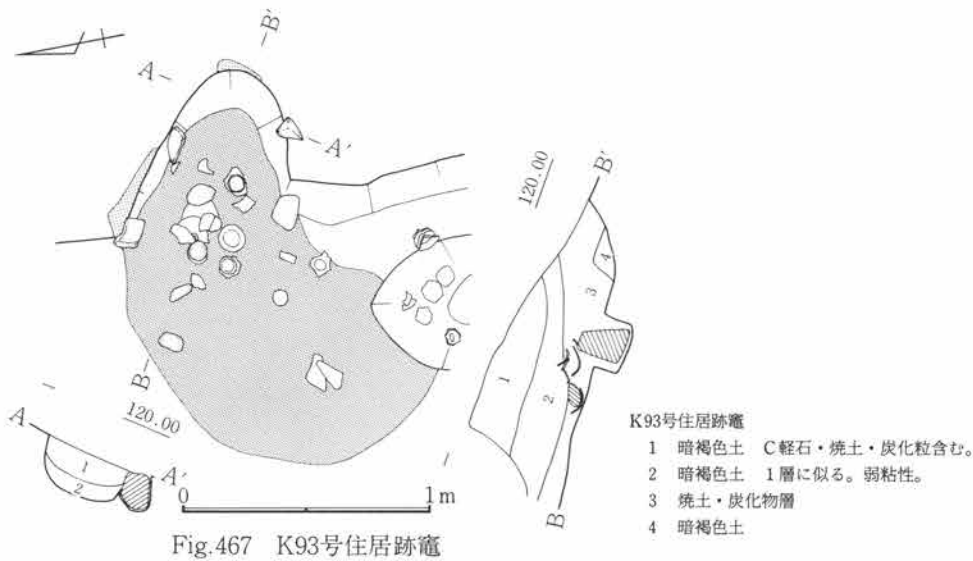 B'
A
A'
B
120.00
A
A'
1
2
0 1m
120.00
B'
4
3
1
2
B
K93号住居跡竈
1 暗褐色土 C軽石・焼土・炭化粒含む。
2 暗褐色土 1層に似る。弱粘性。
3 焼土・炭化物層
4 暗褐色土
Fig.467 K93号住居跡竈